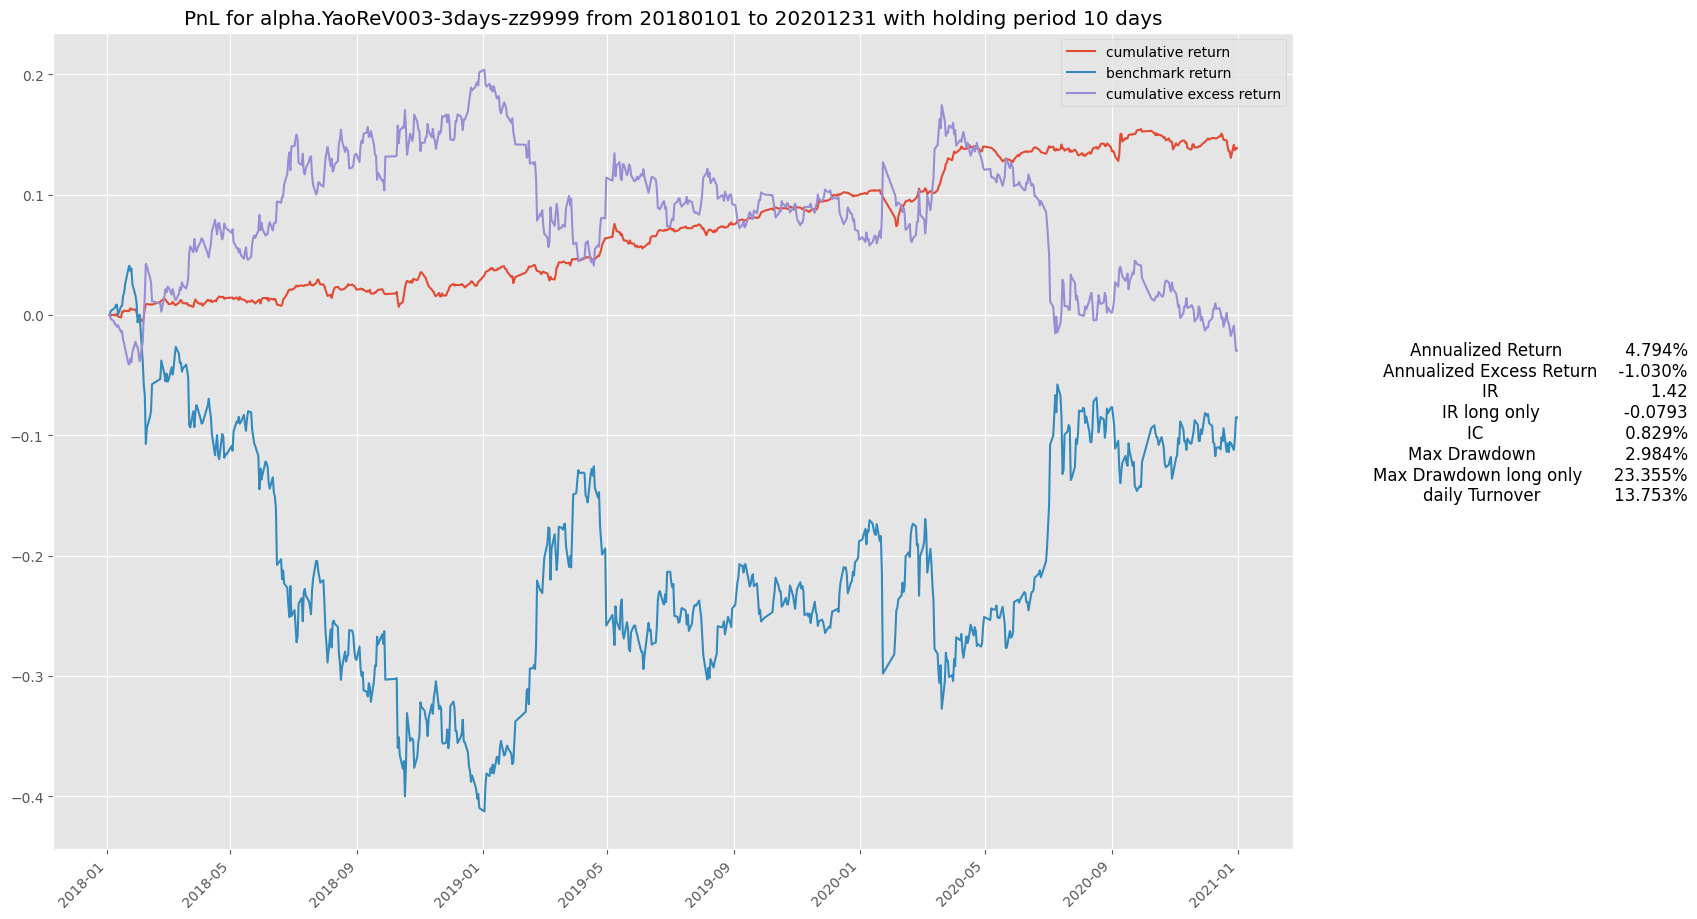 PnL for alpha.YaoReV003-3days-zz9999 from 20180101 to 20201231 with holding period 10 days
cumulative return
benchmark return
cumulative excess return
0.2
0.1
0.0
−0.1
−0.2
−0.3
−0.4
2018-01
2018-05
2018-09
2019-01
2019-05
2019-09
2020-01
2020-05
2020-09
2021-01
Annualized Return 4.794%
Annualized Excess Return -1.030%
IR 1.42
IR long only -0.0793
IC 0.829%
Max Drawdown 2.984%
Max Drawdown long only 23.355%
daily Turnover 13.753%